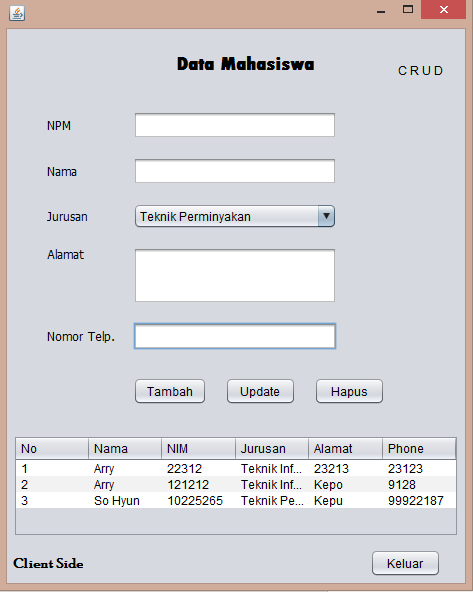 Data Mahasiswa
CRUD
NPM
Nama
Jurusan Teknik Perminyakan
Alamat
Nomor Telp.
Tambah Update Hapus
No Nama NIM Jurusan Alamat Phone
1 Arry 22312 Teknik Inf... 23213 23123
2 Arry 121212 Teknik Inf... Kepo 9128
3 So Hyun 10225265 Teknik Pe... Kepu 99922187
Client Side Keluar